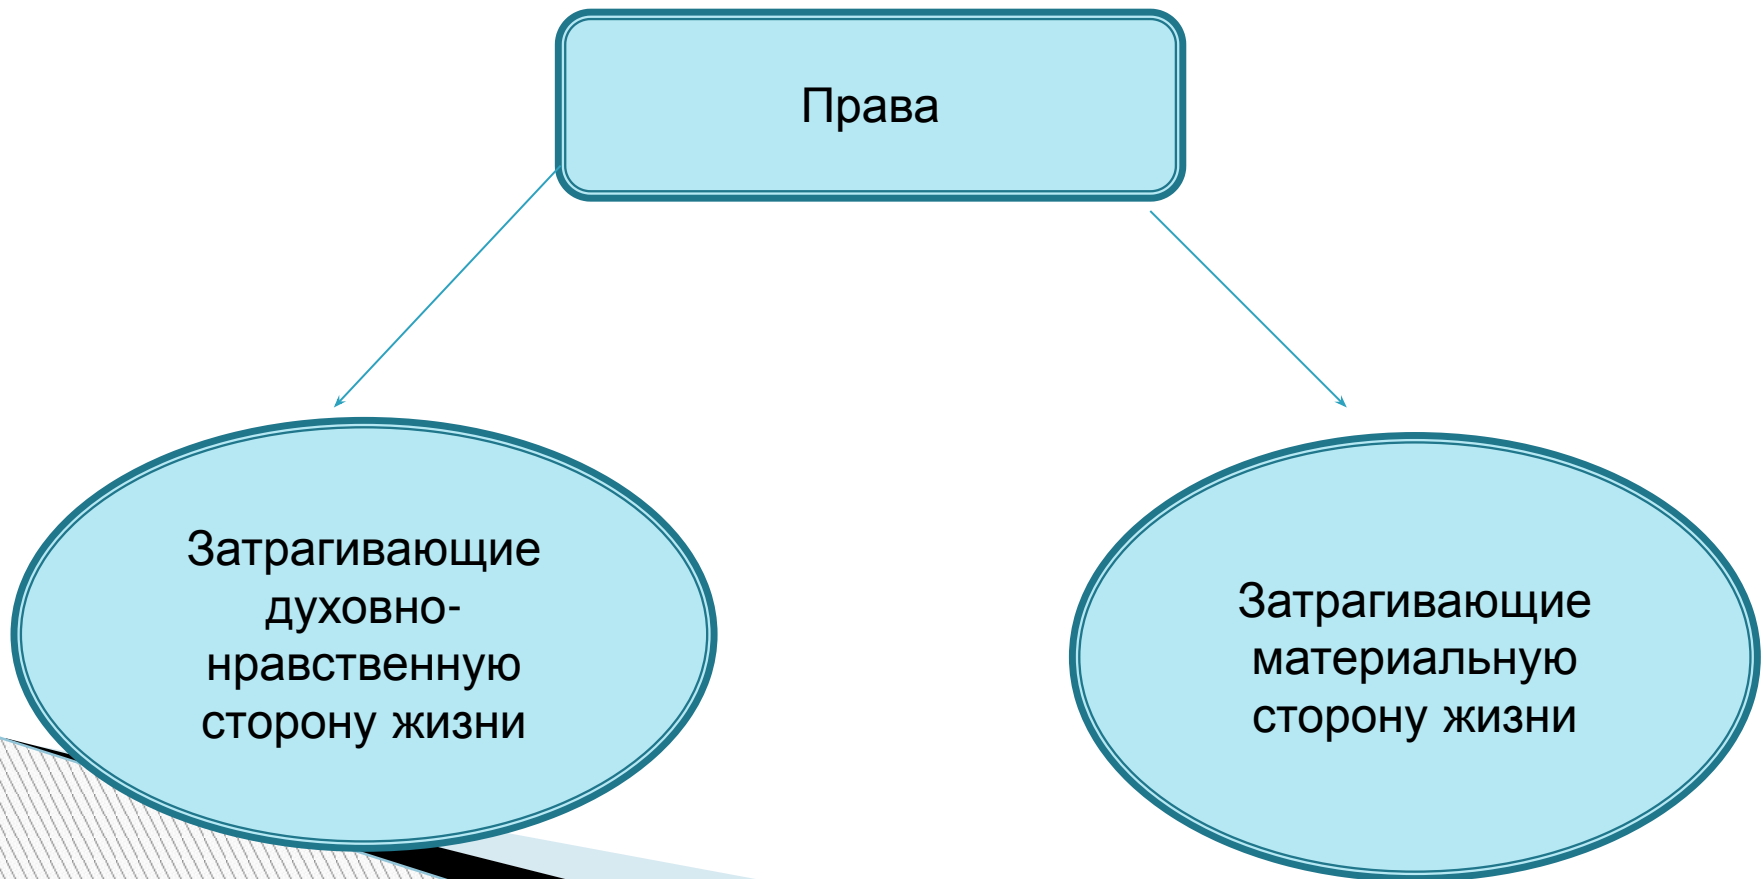 Права
Затрагивающие
духовно-
нравственную
сторону жизни
Затрагивающие
материальную
сторону жизни